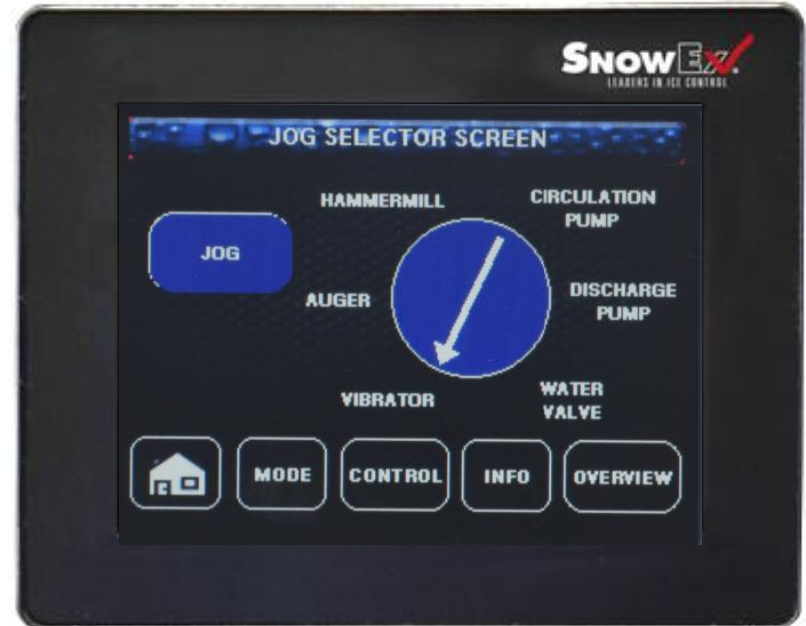 SNOWEX
LEADERS IN ICE CONTROL
JOG SELECTOR SCREEN
HAMMERMILL
CIRCULATION
PUMP
JOG
AUGER
DISCHARGE
PUMP
VIBRATOR
WATER
VALVE
MODE
CONTROL
INFO
OVERVIEW